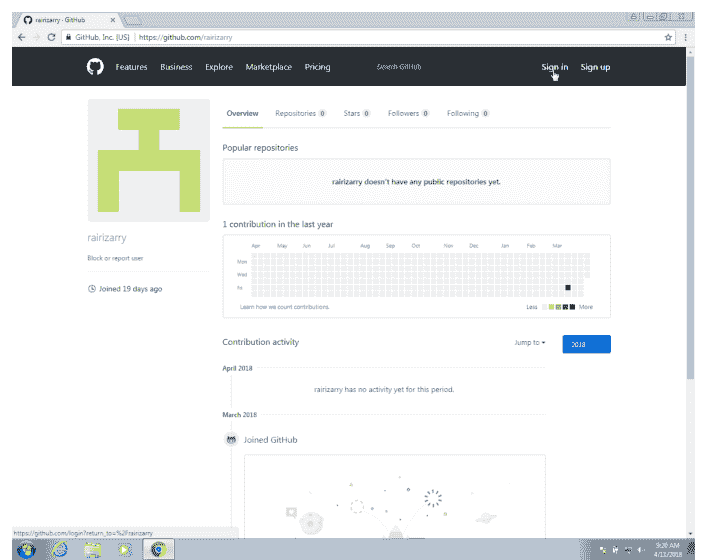 rairizarry · GitHub
GitHub, Inc. [US] | https://github.com/rairizarry
Features Business Explore Marketplace Pricing Search GitHub Sign in Sign up
Overview Repositories 0 Stars 0 Followers 0 Following 0
Popular repositories
rairizarry doesn't have any public repositories yet.
1 contribution in the last year
Apr May Jun Jul Aug Sep Oct Nov Dec Jan Feb Mar
Mon
Wed
Fri
Learn how we count contributions. Less More
rairizarry
Block or report user
Joined 19 days ago
Contribution activity Jump to 2018
April 2018
rairizarry has no activity yet for this period.
March 2018
Joined GitHub
https://github.com/login?return_to=%2Frairizarry
4/11/2018